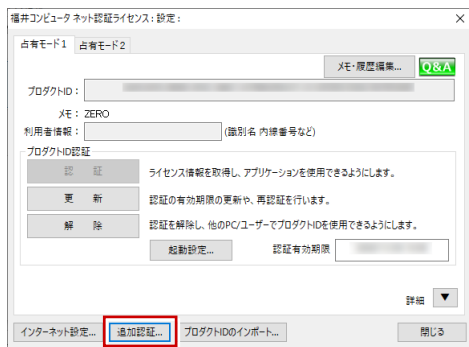 福井コンピュータ ネット認証ライセンス : 設定 :
占有モード1 占有モード2
メモ・履歴編集... Q&A
プロダクトID :
メモ : ZERO
利用者情報 : (識別名 内線番号など)
プロダクトID認証
認 証 ライセンス情報を取得し、アプリケーションを使用できるようにします。
更 新 認証の有効期限の更新や、再認証を行います。
解 除 認証を解除し、他のPC/ユーザーでプロダクトIDを使用できるようにします。
起動設定... 認証有効期限
詳細 ▼
インターネット設定... 追加認証... プロダクトIDのインポート... 閉じる